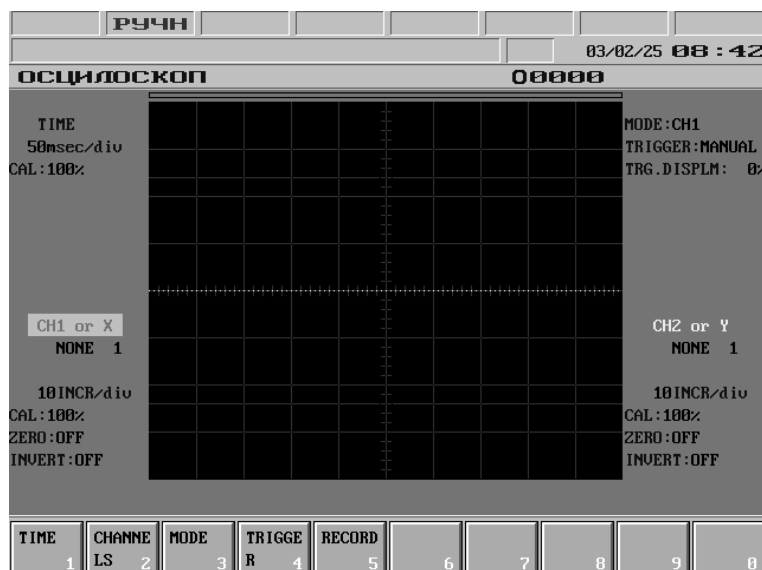 РУЧН
03/02/25 08:42
ОСЦИЛОСКОП O0000
TIME
50msec/div
CAL:100%
MODE:CH1
TRIGGER:MANUAL
TRG.DISPLM: 0%
CH1 or X
NONE 1
CH2 or Y
NONE 1
10INCR/div
CAL:100%
ZERO:OFF
INVERT:OFF
10INCR/div
CAL:100%
ZERO:OFF
INVERT:OFF
TIME 1
CHANNELS 2
MODE 3
TRIGGER 4
RECORD 5
6
7
8
9
0